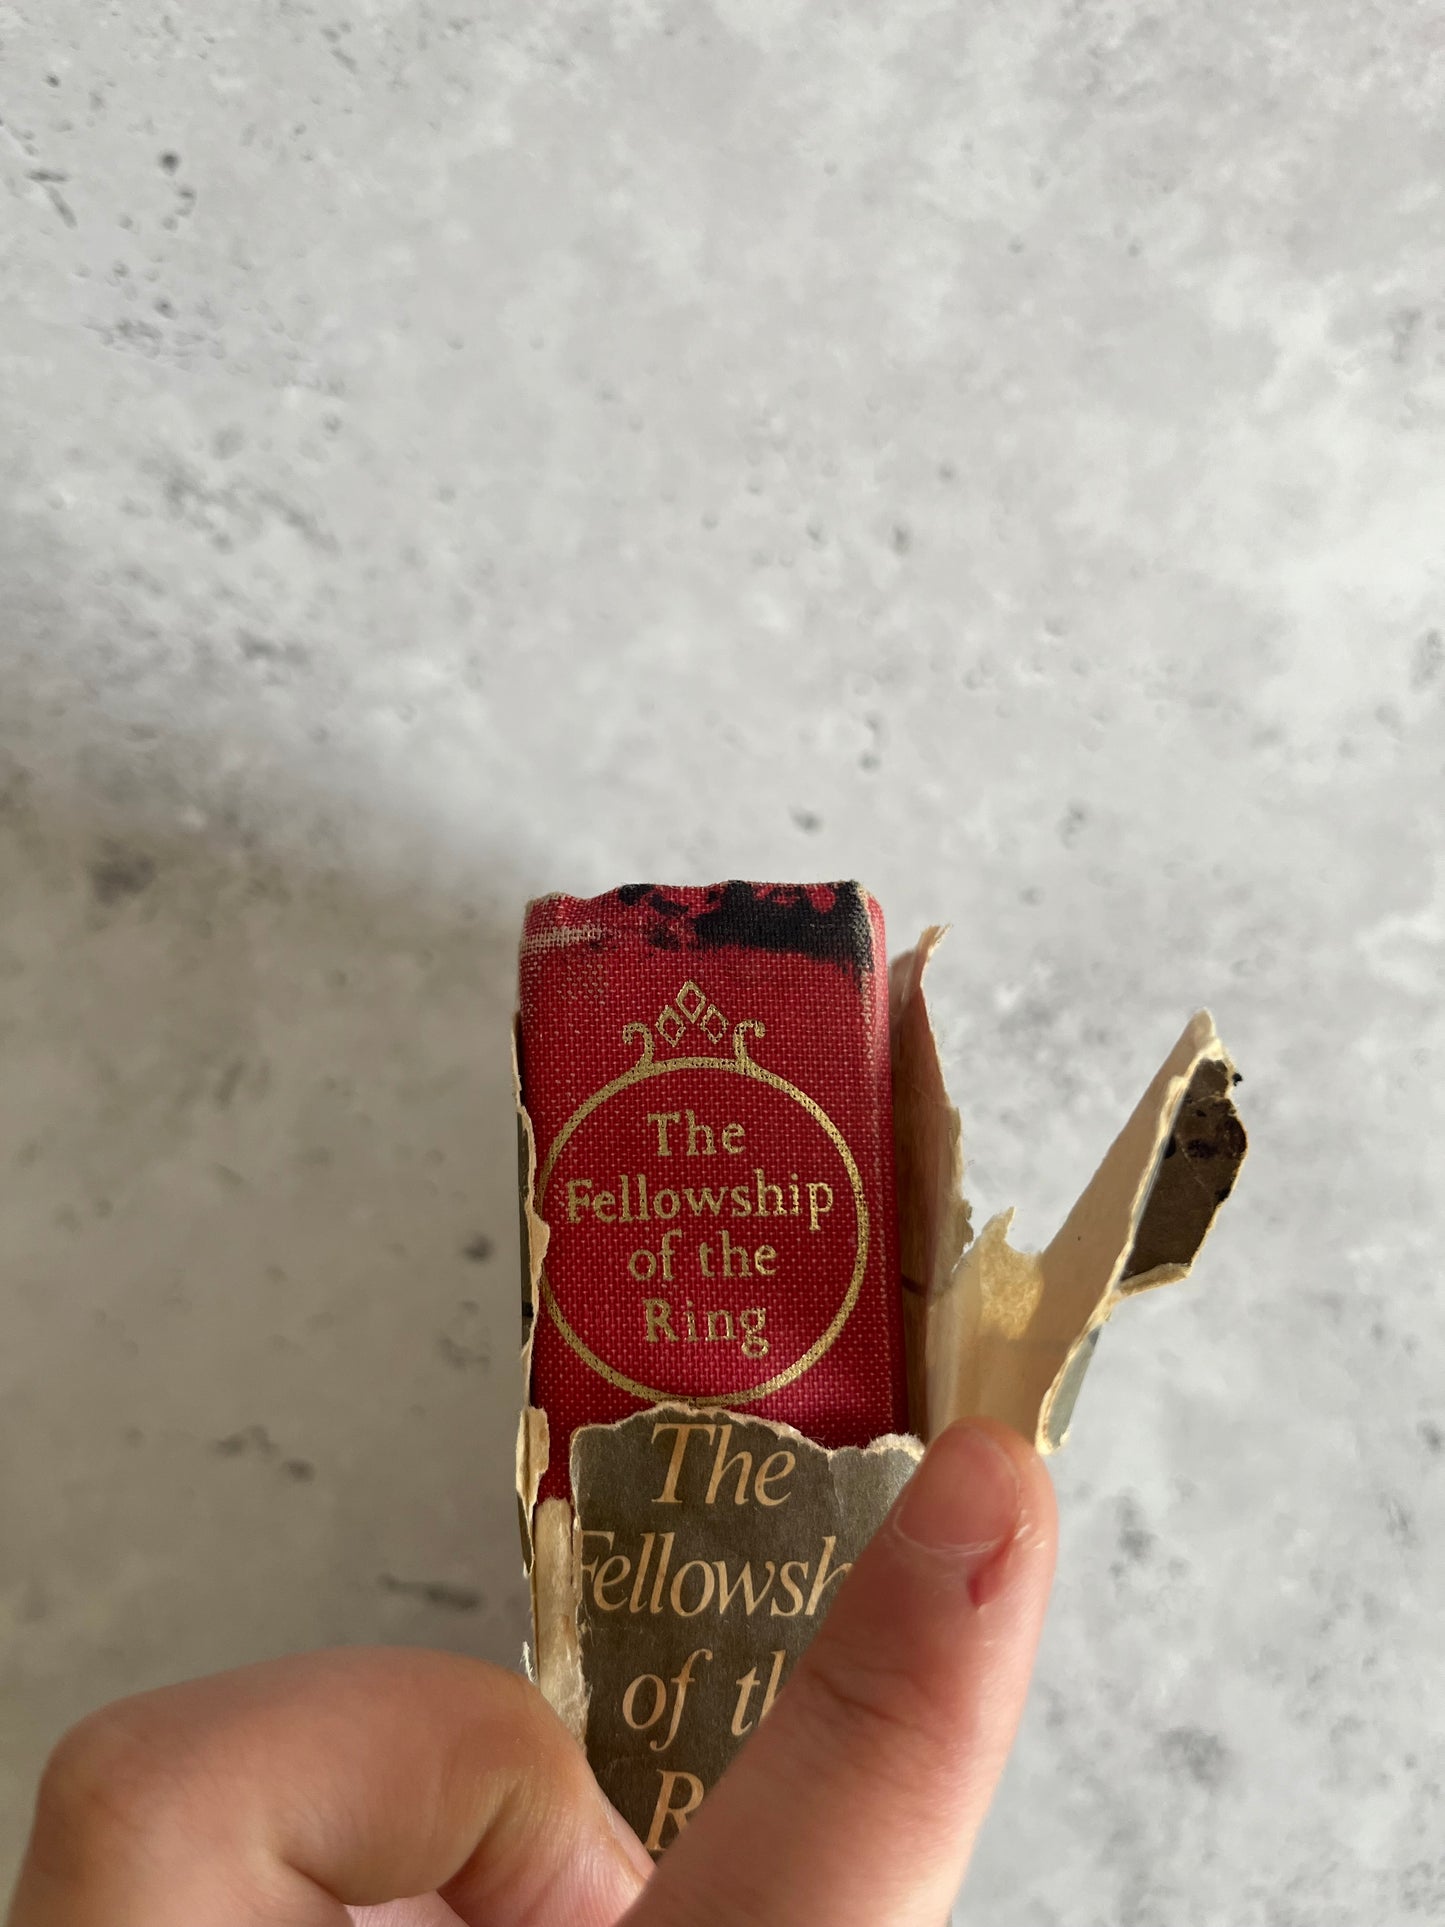 The
Fellowship
of the
Ring
The
Fellowsh
of th
R